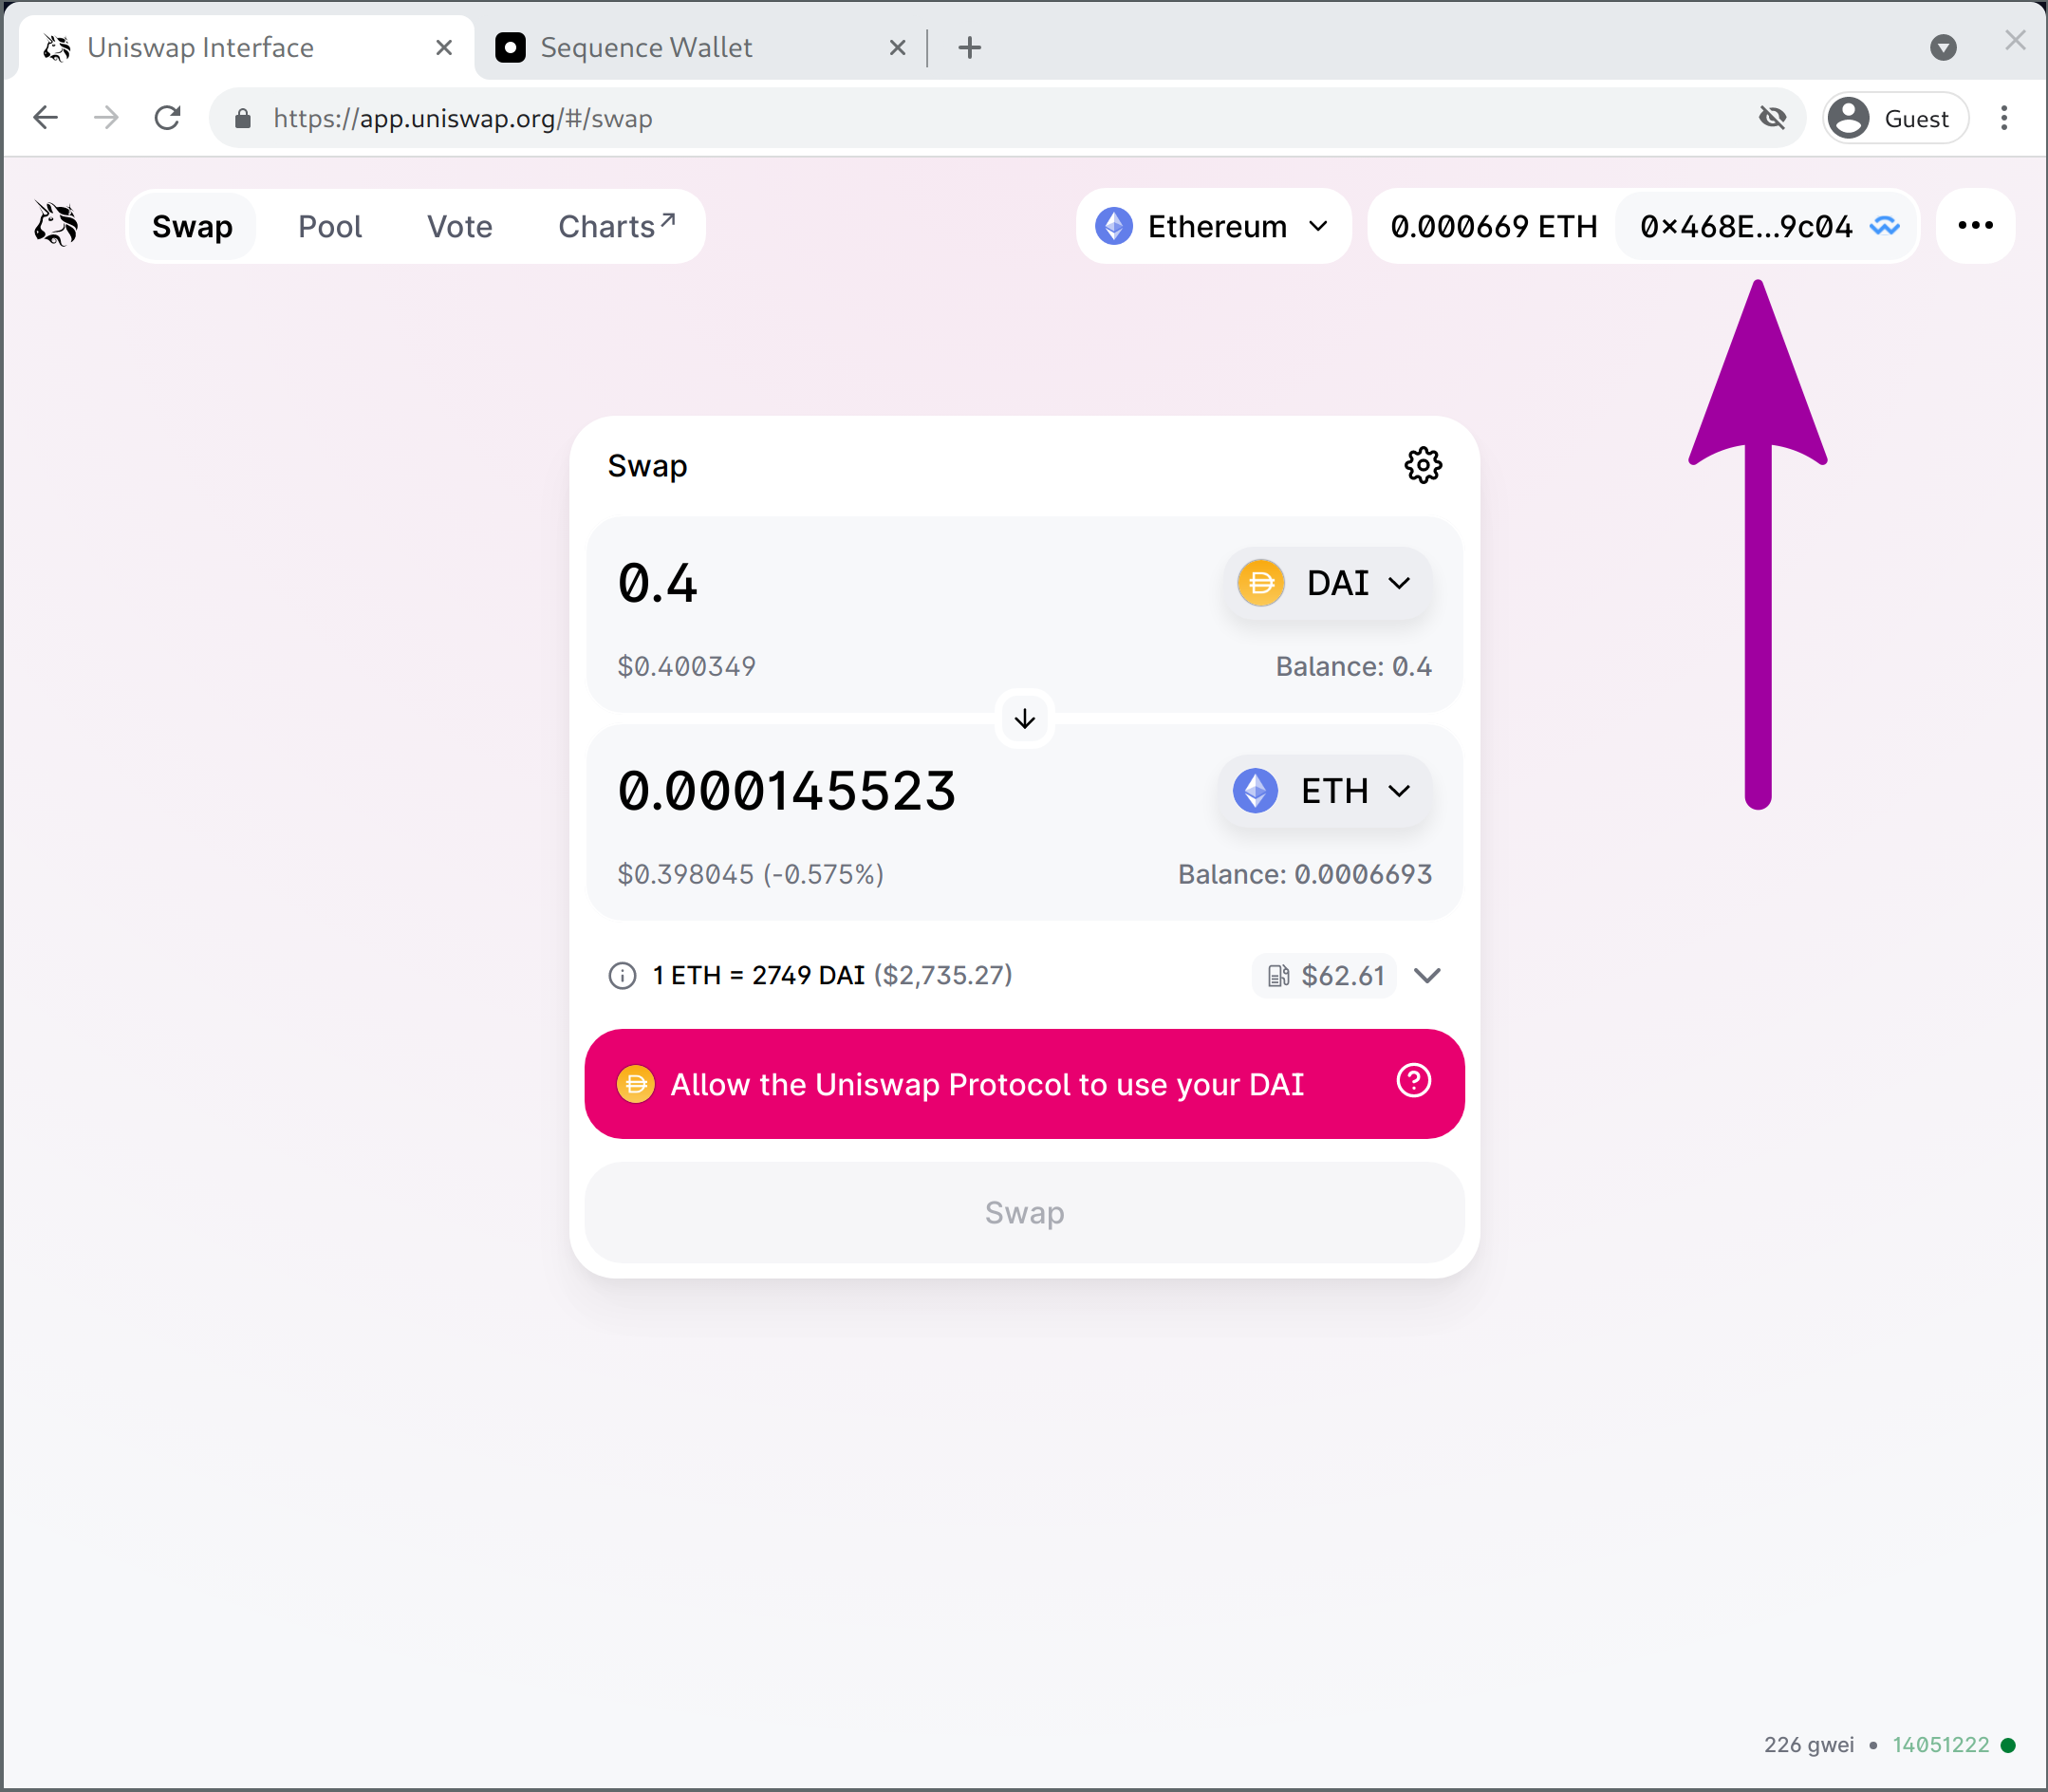 Uniswap Interface
Sequence Wallet
https://app.uniswap.org/#/swap
Guest
Swap Pool Vote Charts↗
Ethereum
0.000669 ETH 0x468E...9c04
Swap
0.4
DAI
$0.400349
Balance: 0.4
0.000145523
ETH
$0.398045 (-0.575%)
Balance: 0.0006693
1 ETH = 2749 DAI ($2,735.27)
$62.61
Allow the Uniswap Protocol to use your DAI
Swap
226 gwei • 14051222